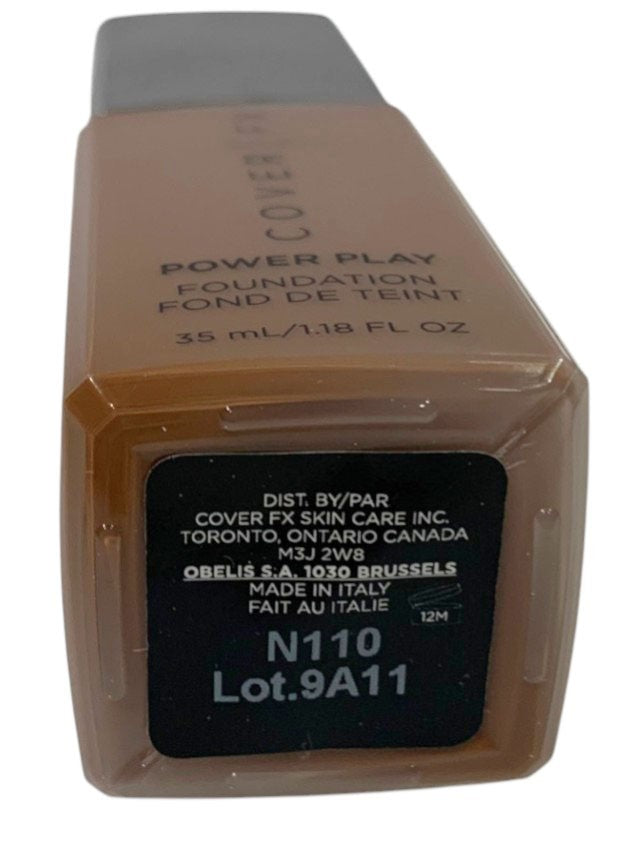 COVER FX
POWER PLAY
FOUNDATION
FOND DE TEINT
35 mL/1.18 FL OZ
DIST. BY/PAR
COVER FX SKIN CARE INC.
TORONTO, ONTARIO CANADA
M3J 2W8
OBELIS S.A. 1030 BRUSSELS
MADE IN ITALY
FAIT AU ITALIE
12M
N110
Lot.9A11